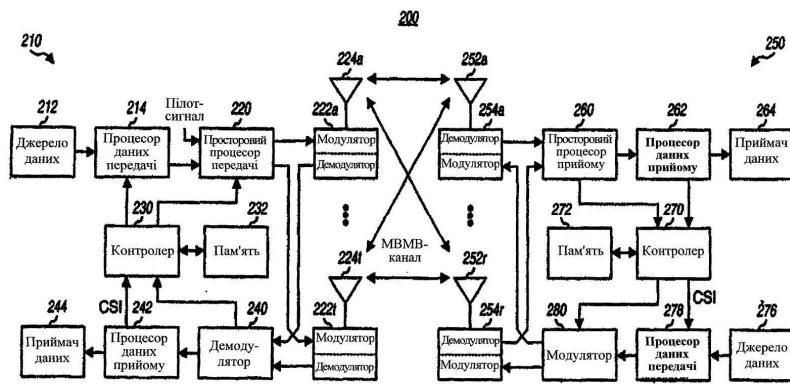 200
210
250
224a
252a
212
214
Пілот-
сигнал
220
222a
254a
260
262
264
Джерело
даних
Процесор
даних
передачі
Просторовий
процесор
передачі
Модулятор
Демодулятор
Демодулятор
Модулятор
Просторовий
процесор
прийому
Процесор
даних
прийому
Приймач
даних
230
232
272
270
Контролер
Пам'ять
МВМВ-
канал
Пам'ять
Контролер
224t
252r
CSI
CSI
244
242
240
222t
254r
280
278
276
Приймач
даних
Процесор
даних
прийому
Демоду-
лятор
Модулятор
Демодулятор
Демодулятор
Модулятор
Модулятор
Процесор
даних передачі
Джерело
даних